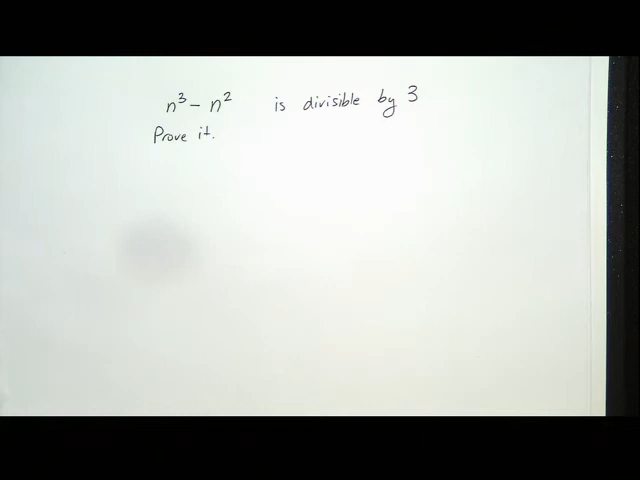 n³ - n² is divisible by 3
Prove it.